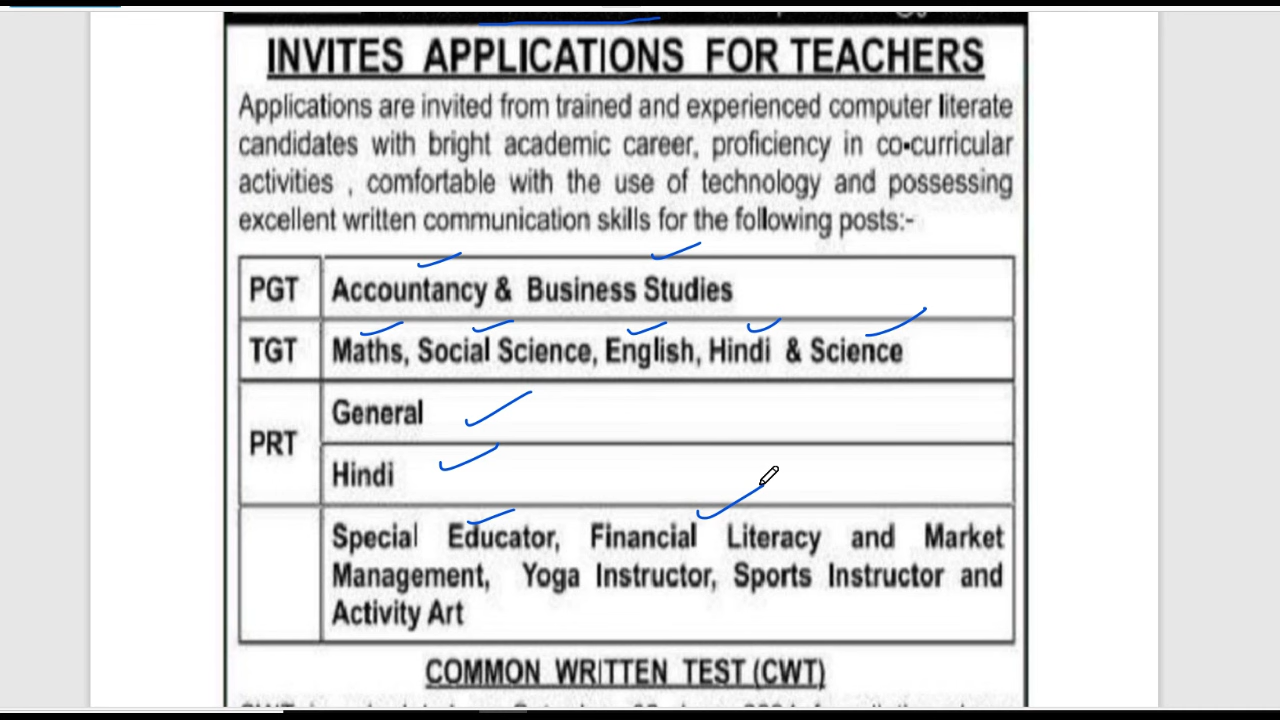 INVITES APPLICATIONS FOR TEACHERS
Applications are invited from trained and experienced computer literate
candidates with bright academic career, proficiency in co-curricular
activities , comfortable with the use of technology and possessing
excellent written communication skills for the following posts:-
PGT Accountancy & Business Studies
TGT Maths, Social Science, English, Hindi & Science
PRT
General
Hindi
Special Educator, Financial Literacy and Market
Management, Yoga Instructor, Sports Instructor and
Activity Art
COMMON WRITTEN TEST (CWT)